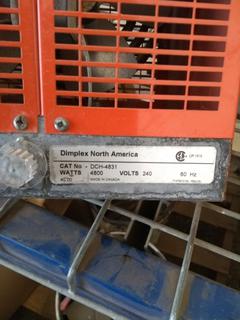 Dimplex North America
CAT No - DCH-4831
WATTS 4800 VOLTS 240 60 Hz
MADE IN CANADA